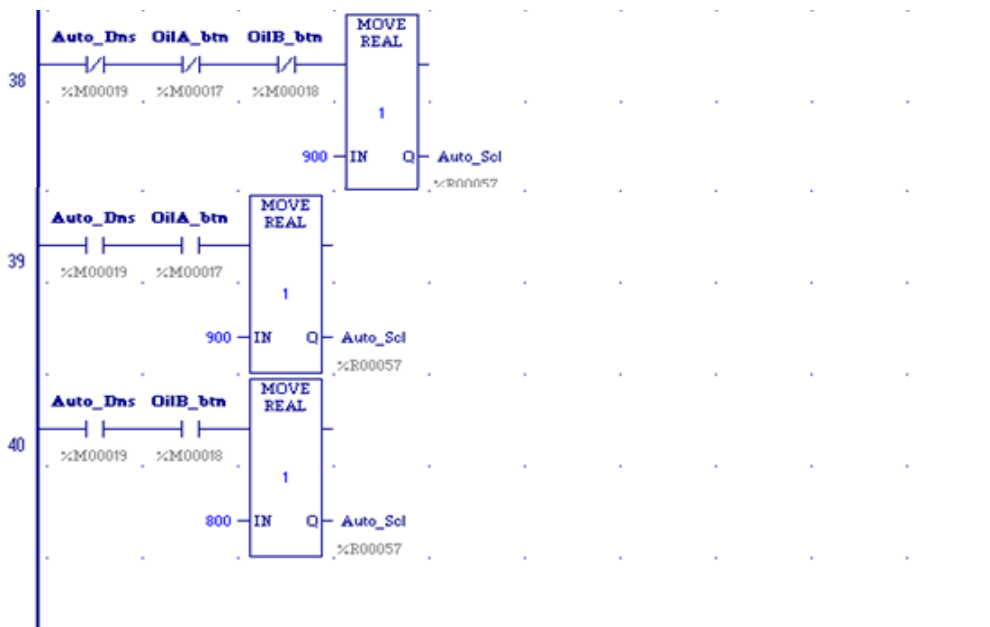 MOVE
REAL
Auto_Dns OilA_btn OilB_btn
38
%M00019 %M00017 %M00018
1
900 IN Q Auto_Scl
%R00057
MOVE
REAL
Auto_Dns OilA_btn
39
%M00019 %M00017
1
900 IN Q Auto_Scl
%R00057
MOVE
REAL
Auto_Dns OilB_btn
40
%M00019 %M00018
1
800 IN Q Auto_Scl
%R00057